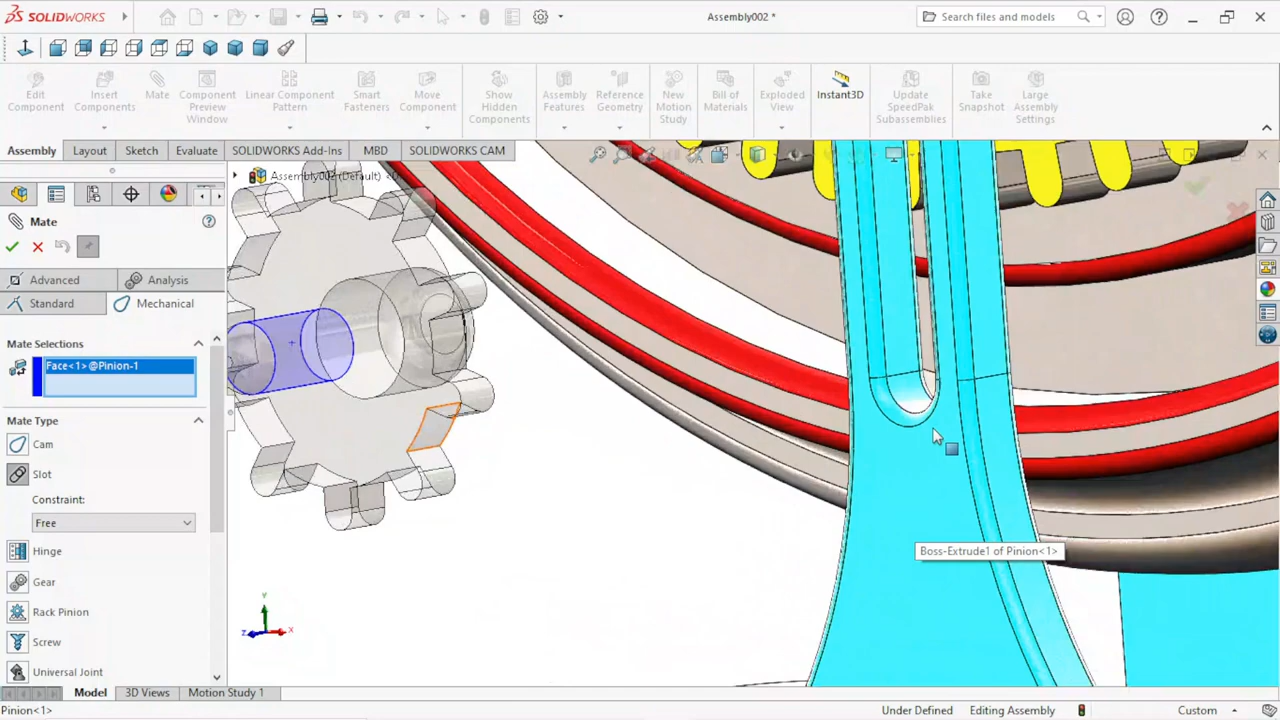 SOLIDWORKS
Assembly002 *
Search files and models
Edit Component
Insert Components
Mate
Component Preview Window
Linear Component Pattern
Smart Fasteners
Move Component
Show Hidden Components
Assembly Features
Reference Geometry
New Motion Study
Bill of Materials
Exploded View
Instant3D
Update SpeedPak Subassemblies
Take Snapshot
Large Assembly Settings
Assembly
Layout
Sketch
Evaluate
SOLIDWORKS Add-Ins
MBD
SOLIDWORKS CAM
Assembly002 (Default)
Mate
Advanced
Analysis
Standard
Mechanical
Mate Selections
Face<1>@Pinion-1
Mate Type
Cam
Slot
Constraint:
Free
Hinge
Gear
Rack Pinion
Screw
Universal Joint
Boss-Extrude1 of Pinion<1>
Y
Z
X
Model
3D Views
Motion Study 1
Pinion<1>
Under Defined
Editing Assembly
Custom